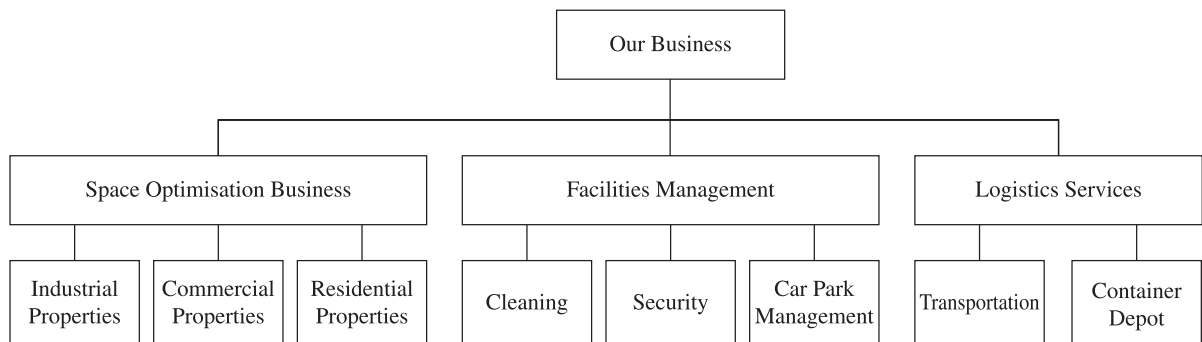 Our Business
Space Optimisation Business
Facilities Management
Logistics Services
Industrial
Properties
Commercial
Properties
Residential
Properties
Cleaning
Security
Car Park
Management
Transportation
Container
Depot